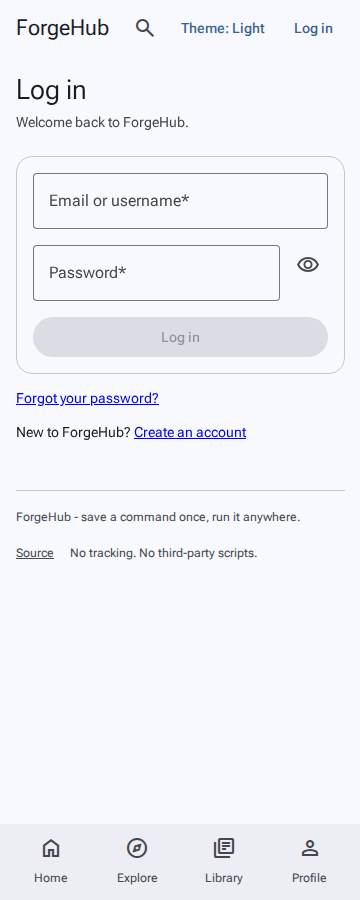 ForgeHub Theme: Light Log in
Log in
Welcome back to ForgeHub.
Email or username*
Password*
Log in
Forgot your password?
New to ForgeHub? Create an account
ForgeHub - save a command once, run it anywhere.
Source No tracking. No third-party scripts.
Home Explore Library Profile